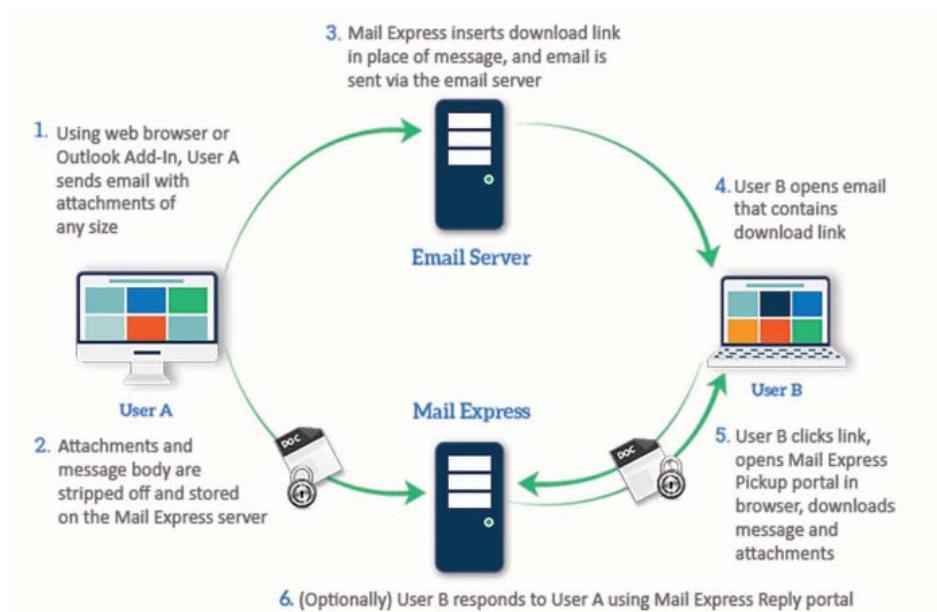 3. Mail Express inserts download link
in place of message, and email is
sent via the email server
1. Using web browser or
Outlook Add-In, User A
sends email with
attachments of
any size
4. User B opens email
that contains
download link
Email Server
User A
User B
Mail Express
2. Attachments and
message body are
stripped off and stored
on the Mail Express server
DOC
DOC
5. User B clicks link,
opens Mail Express
Pickup portal in
browser, downloads
message and
attachments
6. (Optionally) User B responds to User A using Mail Express Reply portal